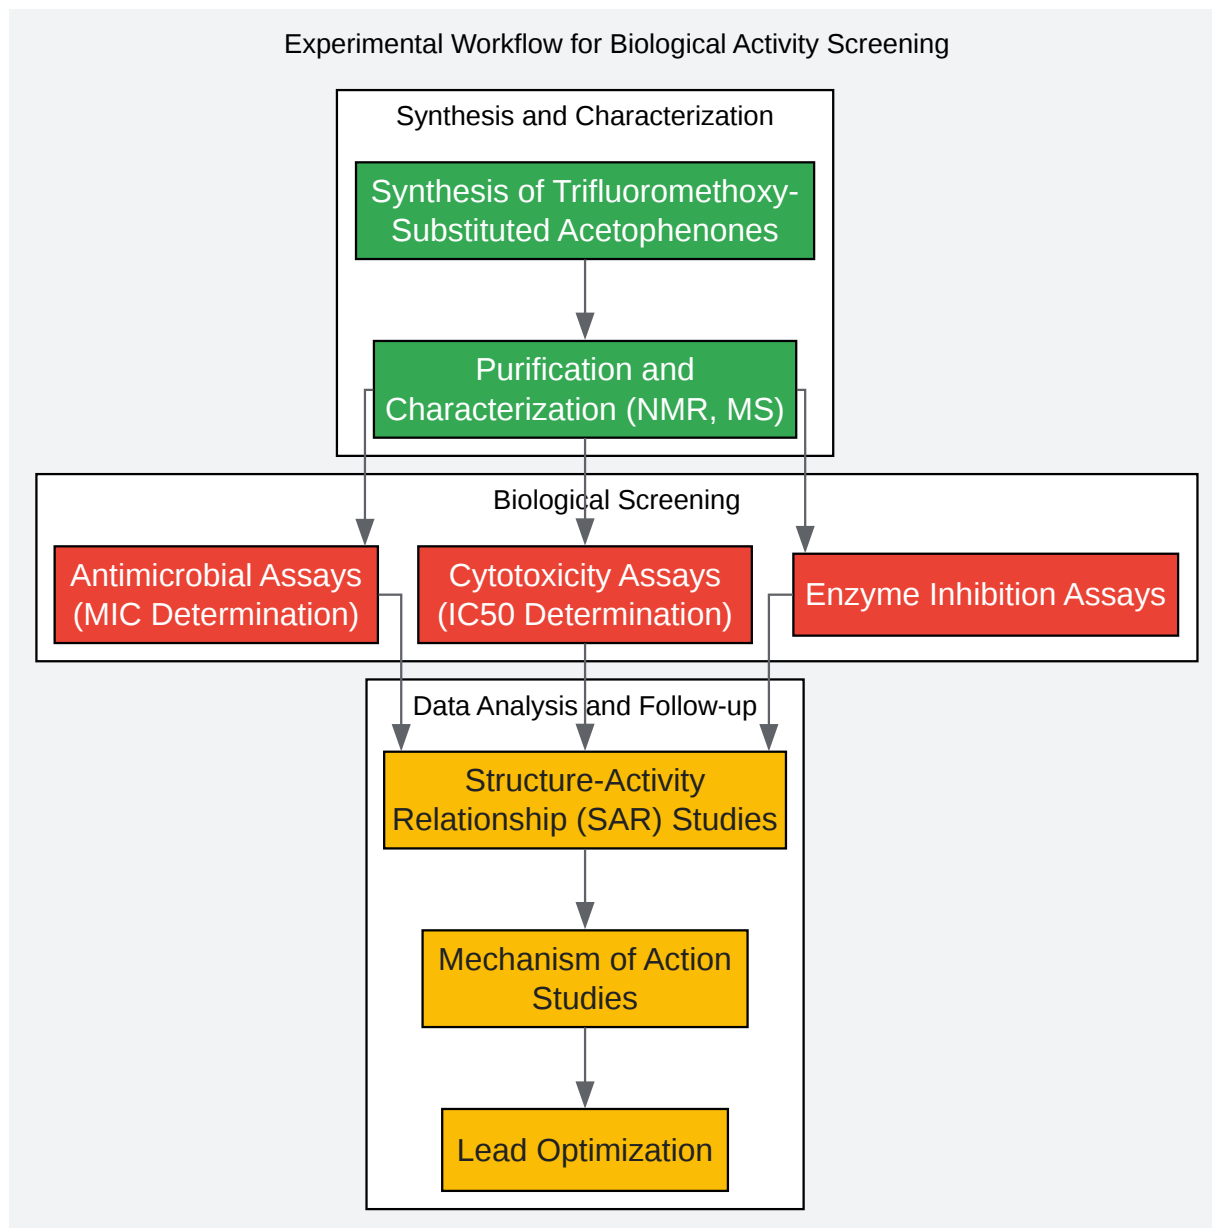 Experimental Workflow for Biological Activity Screening
Synthesis and Characterization
Synthesis of Trifluoromethoxy-
Substituted Acetophenones
Purification and
Characterization (NMR, MS)
Biological Screening
Antimicrobial Assays
(MIC Determination)
Cytotoxicity Assays
(IC50 Determination)
Enzyme Inhibition Assays
Data Analysis and Follow-up
Structure-Activity
Relationship (SAR) Studies
Mechanism of Action
Studies
Lead Optimization